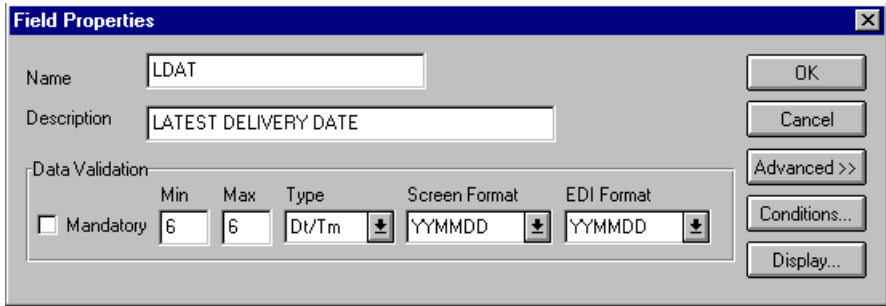 Field Properties
Name LDAT OK
Description LATEST DELIVERY DATE Cancel
Data Validation Advanced >>
Min Max Type Screen Format EDI Format
Mandatory 6 6 Dt/Tm YYMMDD YYMMDD Conditions...
Display...